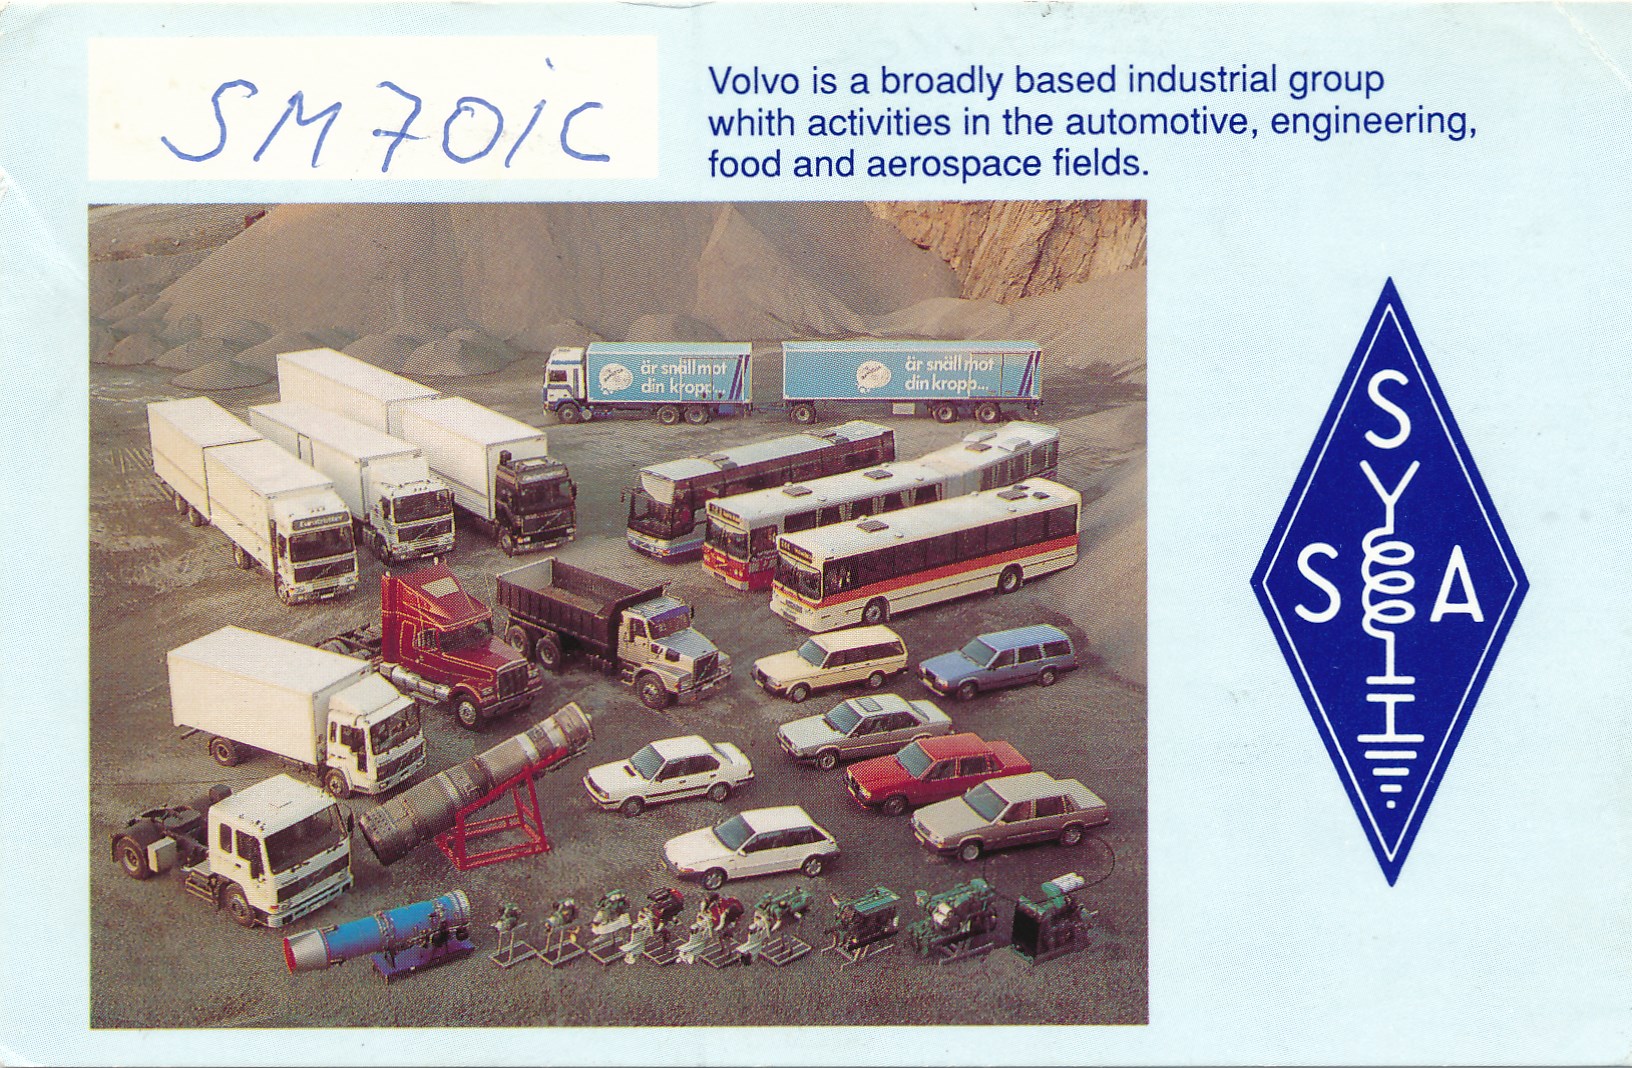 SM7OIC
Volvo is a broadly based industrial group
whith activities in the automotive, engineering,
food and aerospace fields.
är snäll mot
din kropp...
är snäll mot
din kropp...
Eurotrotter
S
S A